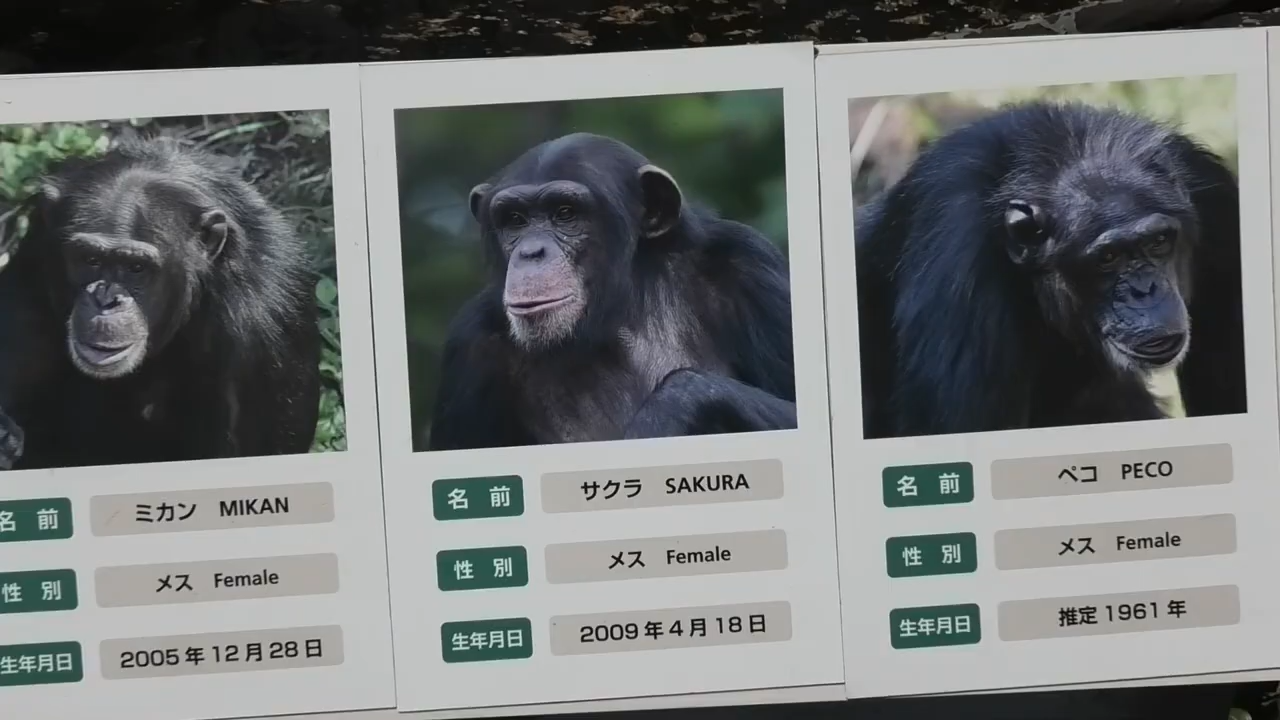 名前 ミカン MIKAN
性別 メス Female
生年月日 2005年12月28日
名前 サクラ SAKURA
性別 メス Female
生年月日 2009年4月18日
名前 ペコ PECO
性別 メス Female
生年月日 推定1961年